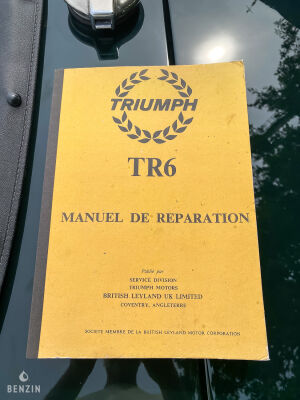 TRIUMPH
TR6
MANUEL DE REPARATION
Publié par
SERVICE DIVISION
TRIUMPH MOTORS
BRITISH LEYLAND UK LIMITED
COVENTRY, ANGLETERRE
SOCIETE MEMBRE DE LA BRITISH LEYLAND MOTOR CORPORATION
BENZIN